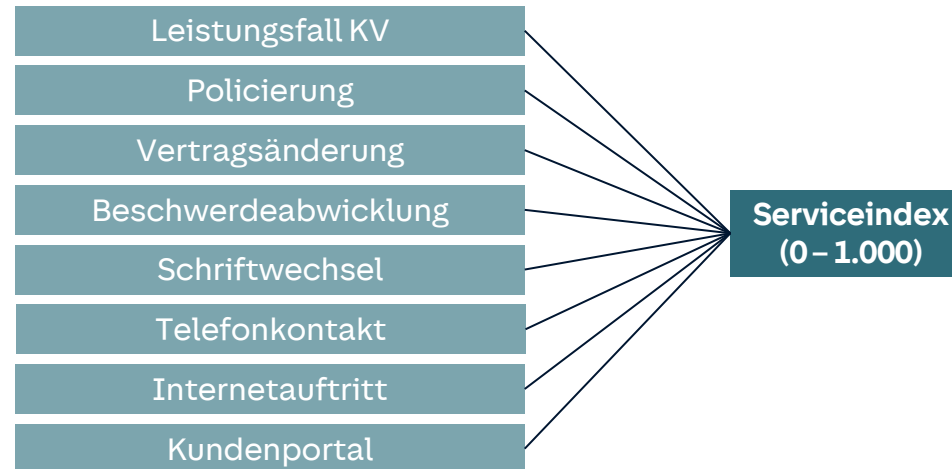 Leistungsfall KV
Policierung
Vertragsänderung
Beschwerdeabwicklung
Schriftwechsel
Telefonkontakt
Internetauftritt
Kundenportal
Serviceindex
(0 – 1.000)